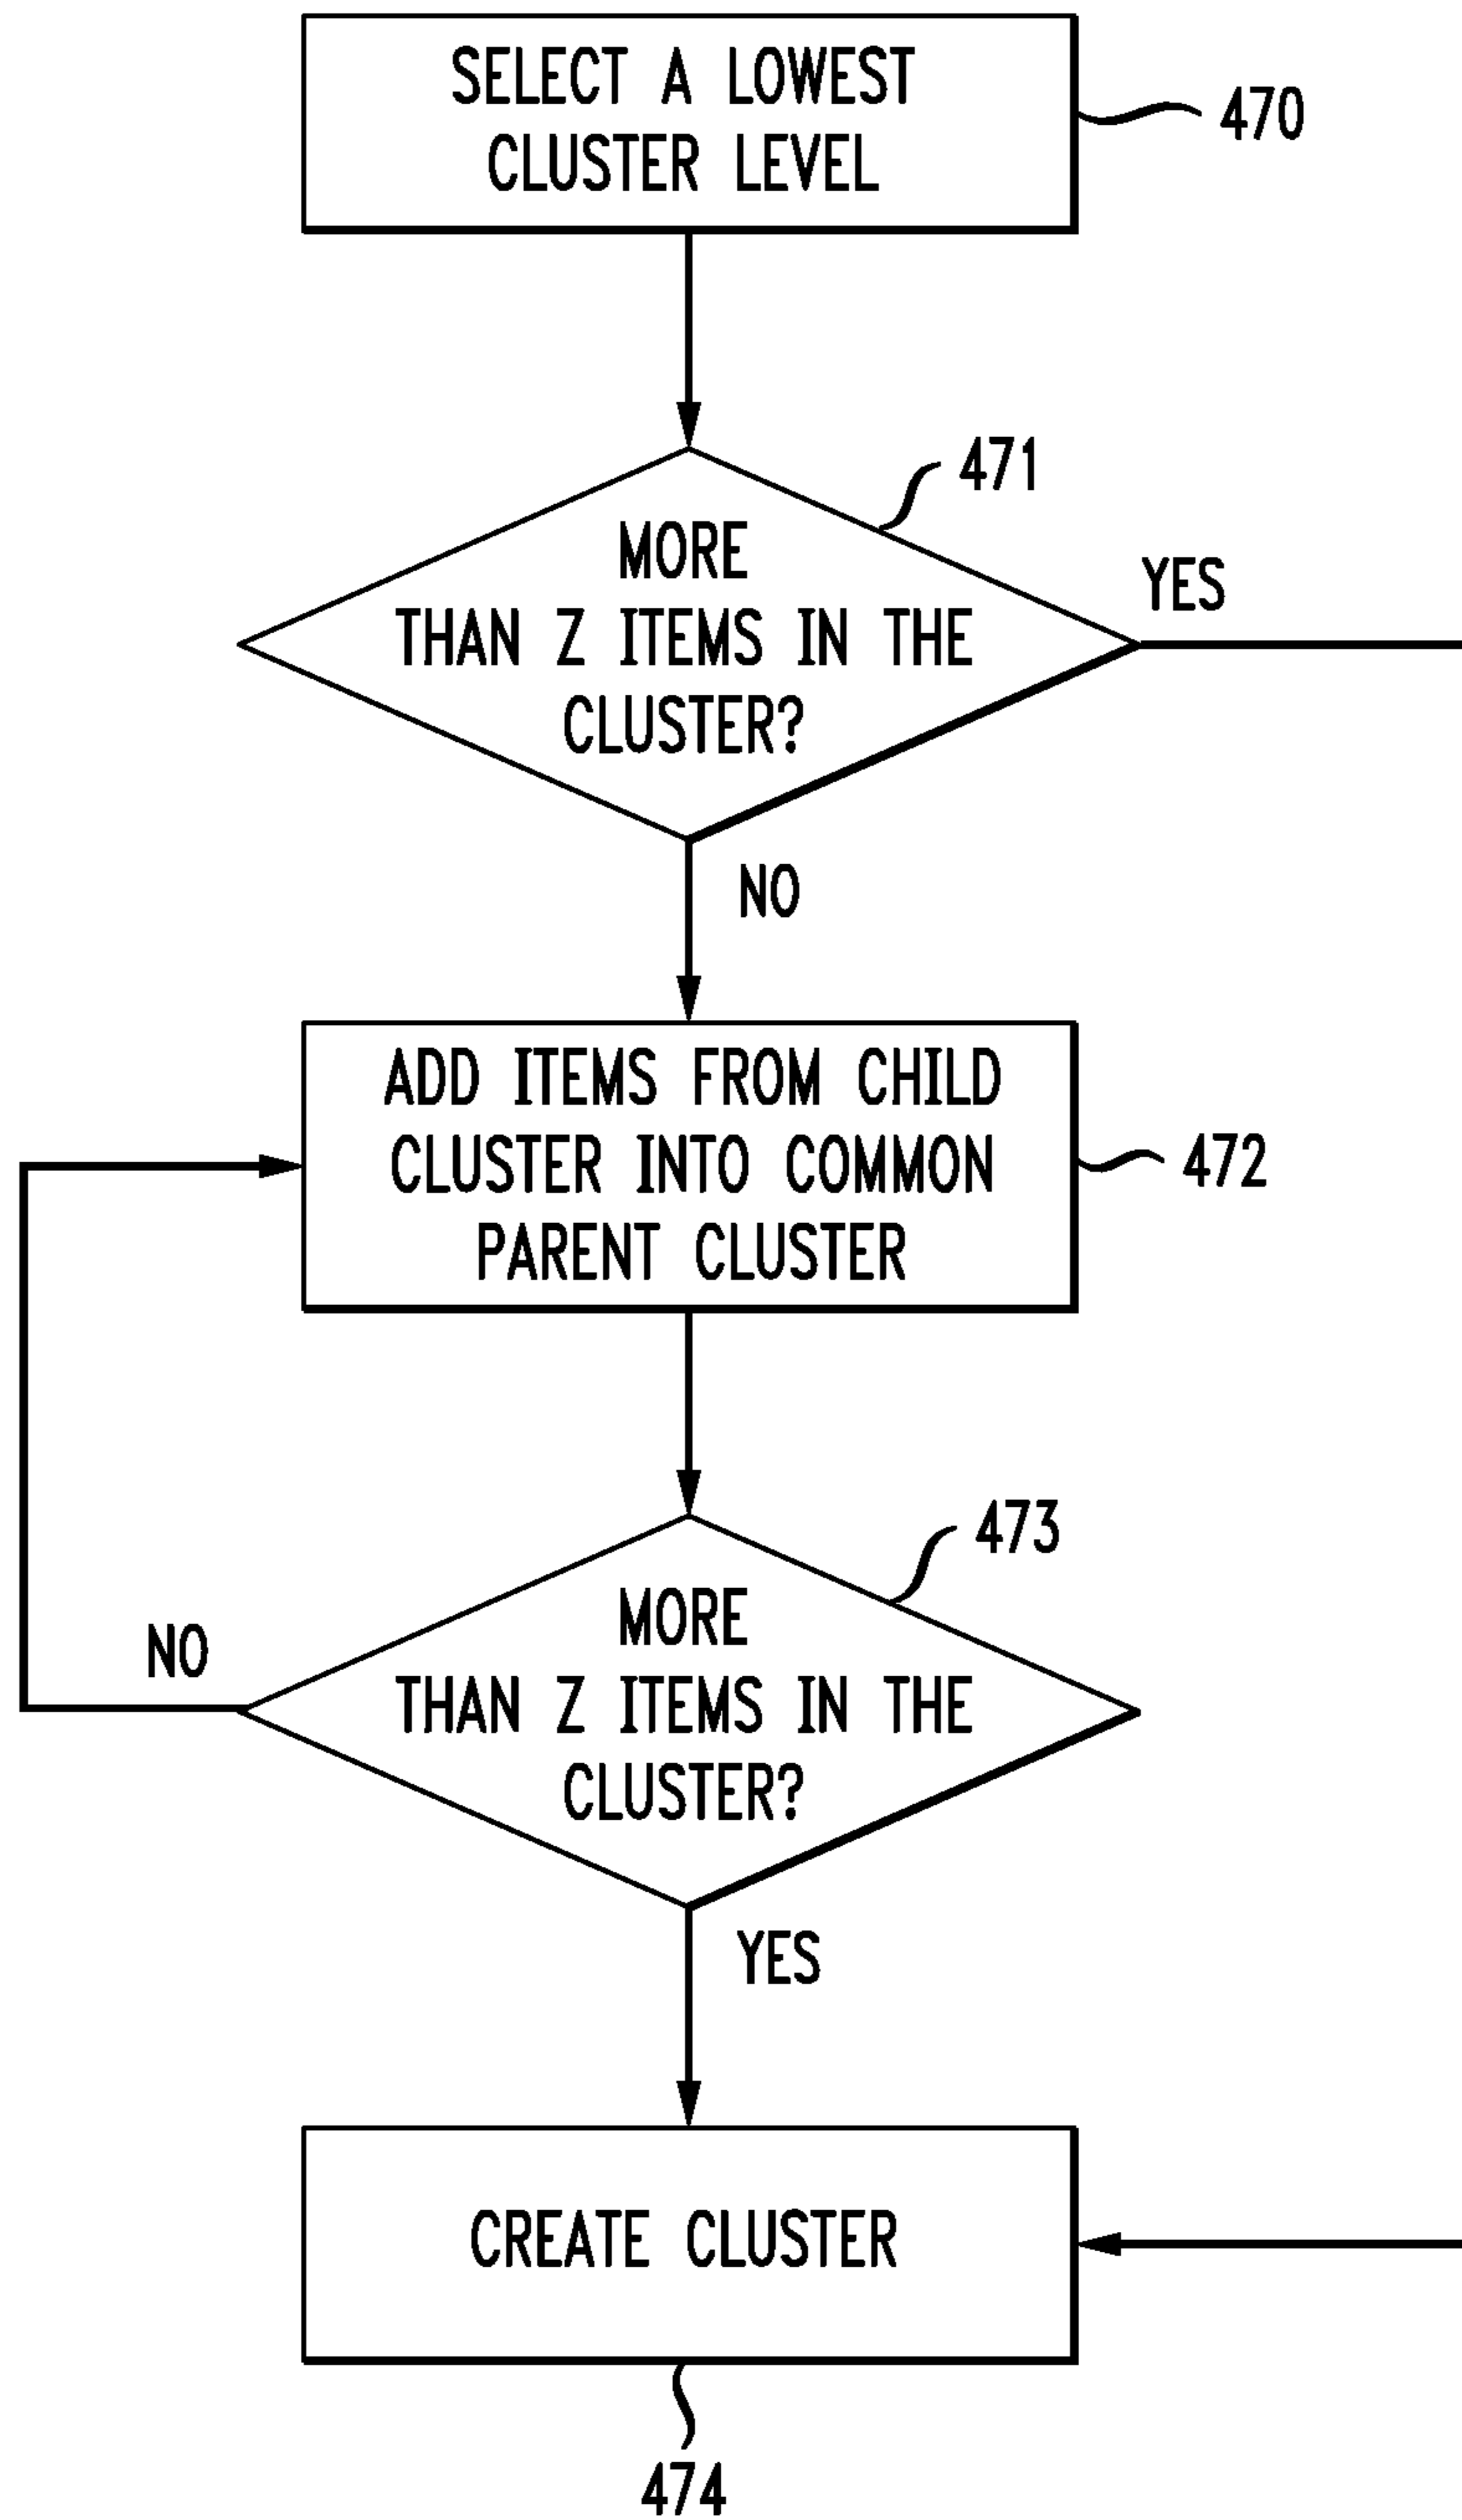 SELECT A LOWEST
CLUSTER LEVEL
470
471
MORE
THAN Z ITEMS IN THE
CLUSTER?
YES
NO
ADD ITEMS FROM CHILD
CLUSTER INTO COMMON
PARENT CLUSTER
472
473
MORE
THAN Z ITEMS IN THE
CLUSTER?
NO
YES
CREATE CLUSTER
474